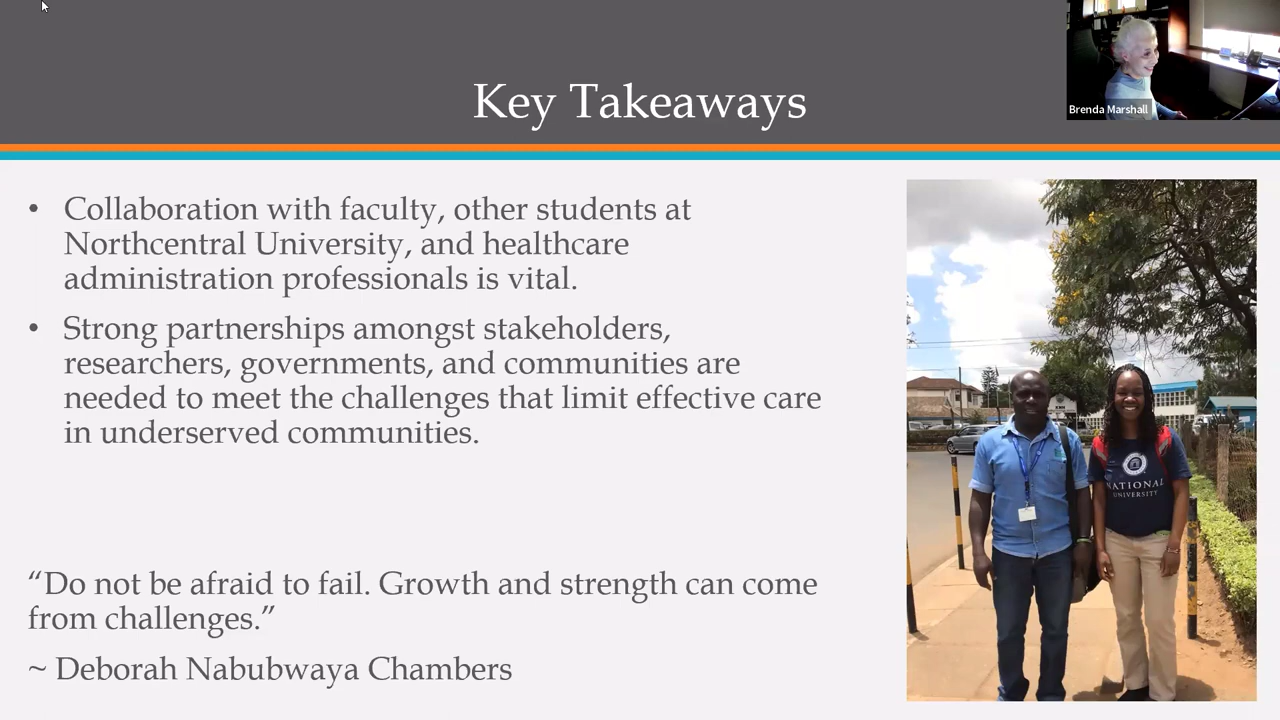 Key Takeaways
Brenda Marshall
• Collaboration with faculty, other students at
Northcentral University, and healthcare
administration professionals is vital.
• Strong partnerships amongst stakeholders,
researchers, governments, and communities are
needed to meet the challenges that limit effective care
in underserved communities.
“Do not be afraid to fail. Growth and strength can come
from challenges.”
~ Deborah Nabubwaya Chambers
NATIONAL
UNIVERSITY